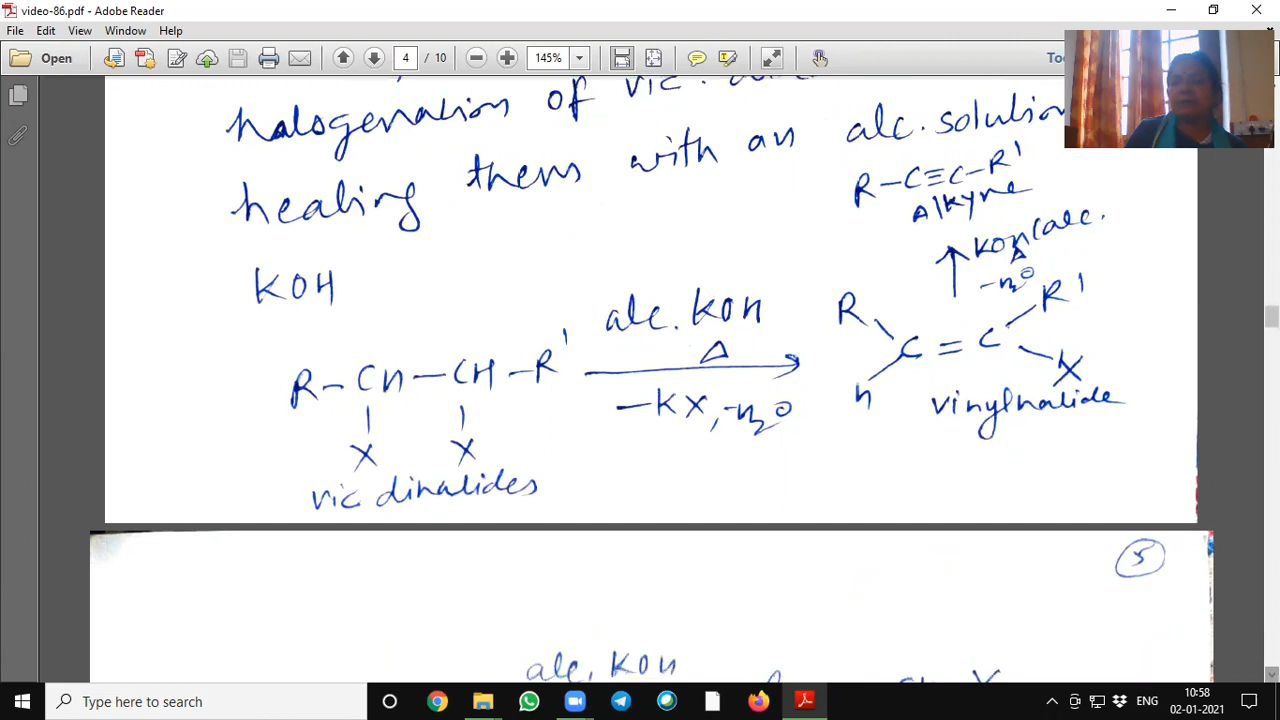 video-86.pdf - Adobe Reader
File Edit View Window Help
Open 4 / 10 145%
halogenation of vic.
healing them with an alc. solution
KOH
R-C≡C-R'
Alkyne
KOH(alc.
Δ
-H2O
alc. KOH
Δ
-KX, -H2O
R-CH-CH-R'
X X
vic dihalides
R R'
C=C
H X
vinylhalide
5
alc. KOH
Type here to search
ENG
10:58
02-01-2021